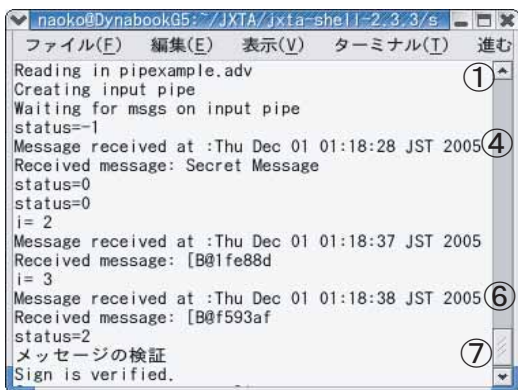 naoko@DynabookG5:~/JXTA/jxta-shell-2.3.3/s
ファイル(F) 編集(E) 表示(V) ターミナル(T) 進む
Reading in pipexample.adv ①
Creating input pipe
Waiting for msgs on input pipe
status=-1
Message received at :Thu Dec 01 01:18:28 JST 2005 ④
Received message: Secret Message
status=0
status=0
i= 2
Message received at :Thu Dec 01 01:18:37 JST 2005
Received message: [B@1fe88d
i= 3
Message received at :Thu Dec 01 01:18:38 JST 2005 ⑥
Received message: [B@f593af
status=2
メッセージの検証 ⑦
Sign is verified.